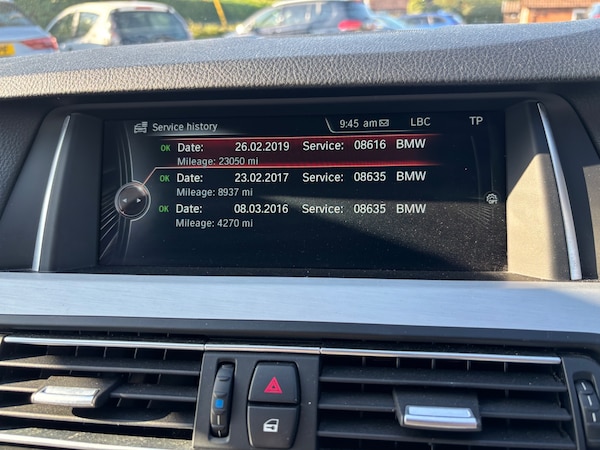 Service history 9:45 am LBC TP
OK Date: 26.02.2019 Service: 08616 BMW
Mileage: 23050 mi
OK Date: 23.02.2017 Service: 08635 BMW
Mileage: 8937 mi
OK Date: 08.03.2016 Service: 08635 BMW
Mileage: 4270 mi